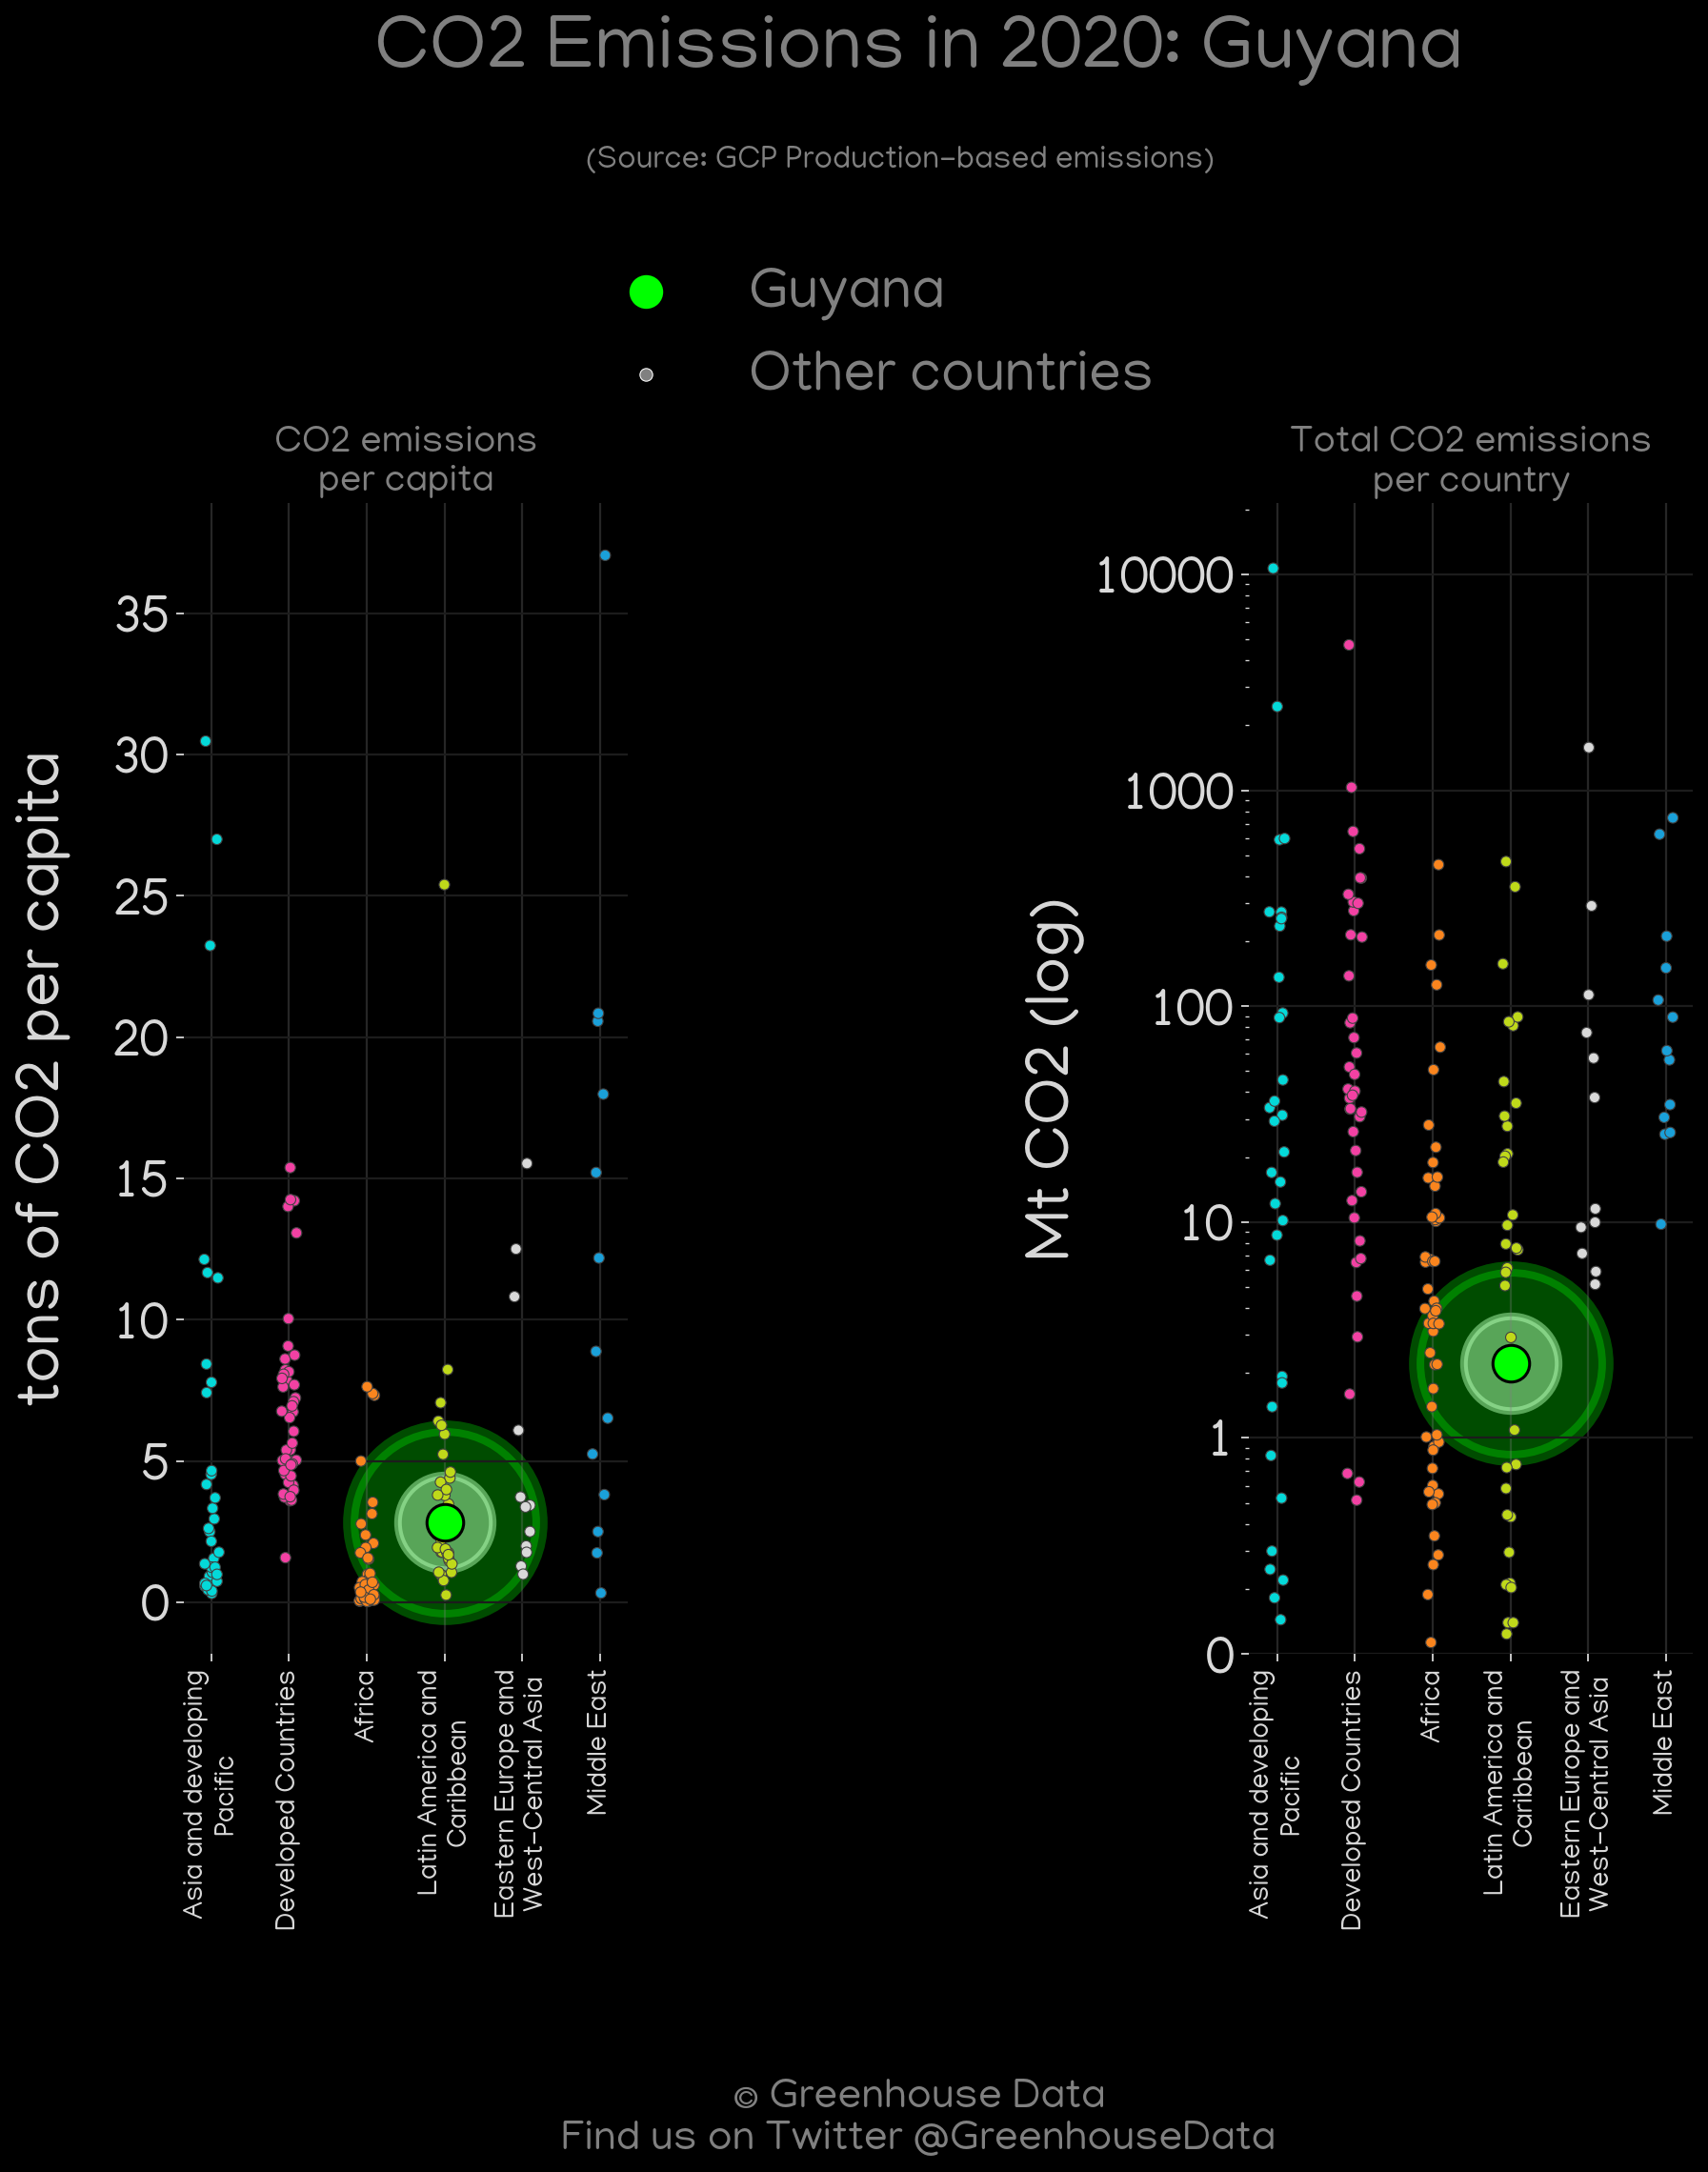 CO2 Emissions in 2020: Guyana
(Source: GCP Production-based emissions)
Guyana
Other countries
CO2 emissions
per capita
tons of CO2 per capita
35
30
25
20
15
10
5
0
Asia and developing
Pacific
Developed Countries
Africa
Latin America and
Caribbean
Eastern Europe and
West-Central Asia
Middle East
Total CO2 emissions
per country
Mt CO2 (log)
10000
1000
100
10
1
0
Asia and developing
Pacific
Developed Countries
Africa
Latin America and
Caribbean
Eastern Europe and
West-Central Asia
Middle East
© Greenhouse Data
Find us on Twitter @GreenhouseData